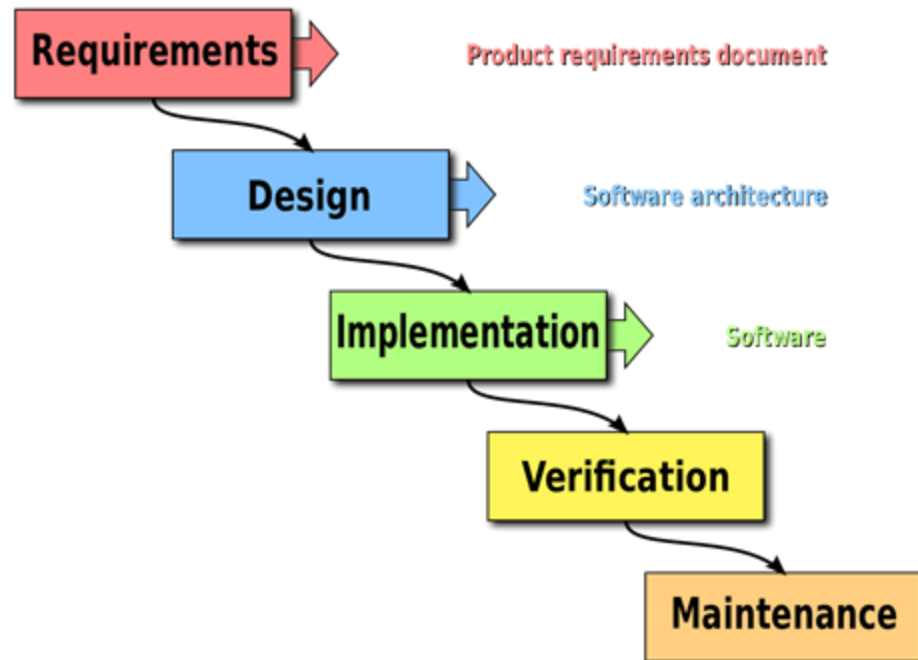 Requirements
Product requirements document
Design
Software architecture
Implementation
Software
Verification
Maintenance